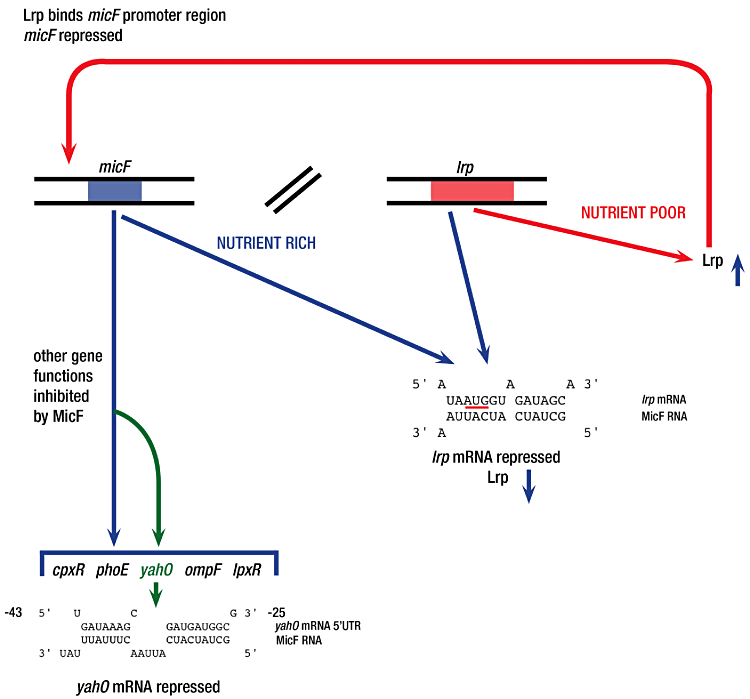 Lrp binds micF promoter region
micF repressed
micF
lrp
NUTRIENT POOR
NUTRIENT RICH
Lrp
other gene
functions
inhibited
by MicF
5' A A A 3'
UAAUGGU GAUAGC
lrp mRNA
AUUACUA CUAUCG
MicF RNA
3' A 5'
lrp mRNA repressed
Lrp
cpxR phoE yahO ompF lpxR
-43 5' U C G 3' -25
GAUAAAG GAUGAUGGC
yahO mRNA 5'UTR
UUAUUUC CUACUAUCG
MicF RNA
3' UAU AAUUA 5'
yahO mRNA repressed